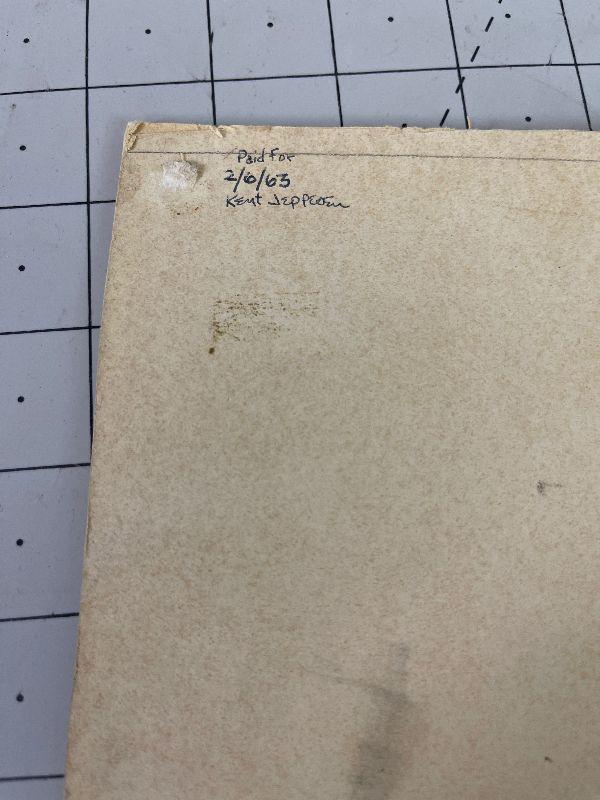 Paid For
2/6/63
Kent Jeppesen